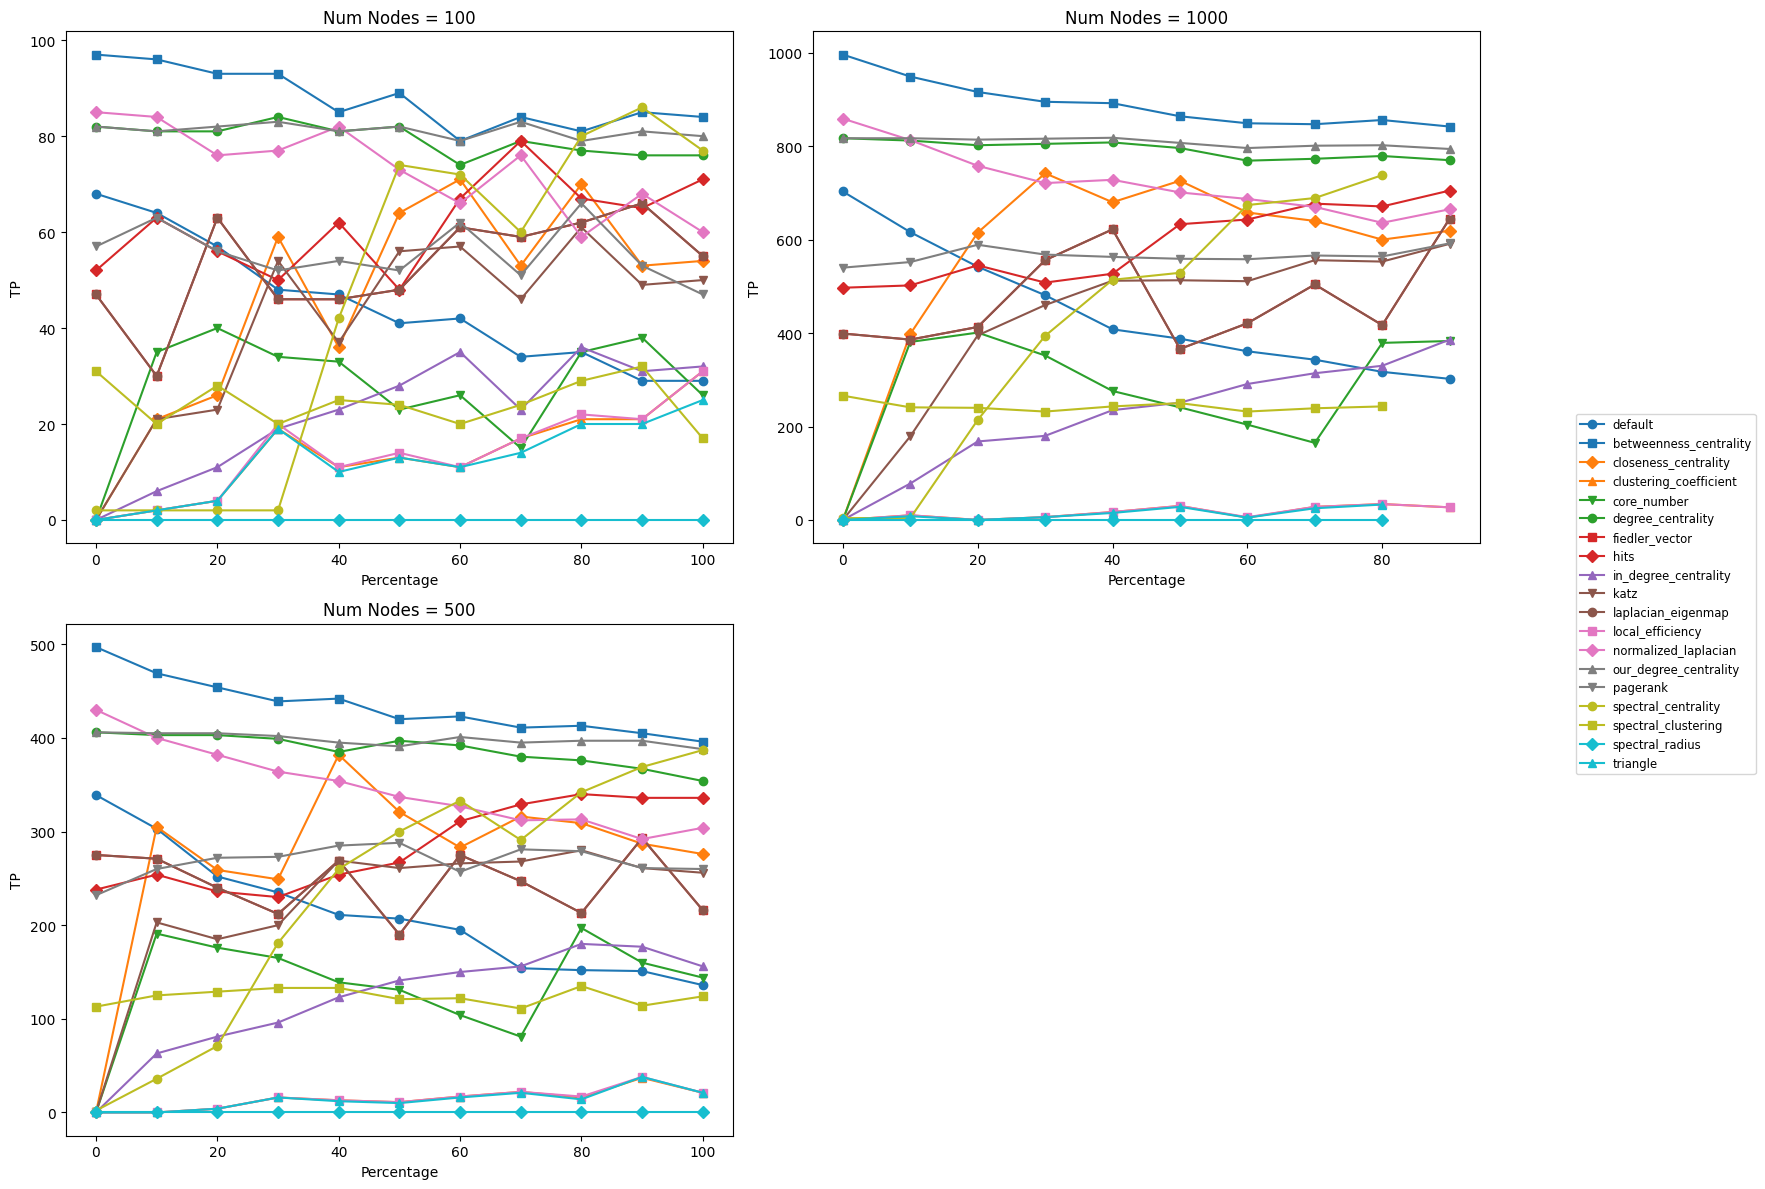 Num Nodes = 100
100
80
60
40
20
0
TP
0 20 40 60 80 100
Percentage
Num Nodes = 1000
1000
800
600
400
200
0
TP
0 20 40 60 80
Percentage
Num Nodes = 500
500
400
300
200
100
0
TP
0 20 40 60 80 100
Percentage
default
betweenness_centrality
closeness_centrality
clustering_coefficient
core_number
degree_centrality
fiedler_vector
hits
in_degree_centrality
katz
laplacian_eigenmap
local_efficiency
normalized_laplacian
our_degree_centrality
pagerank
spectral_centrality
spectral_clustering
spectral_radius
triangle